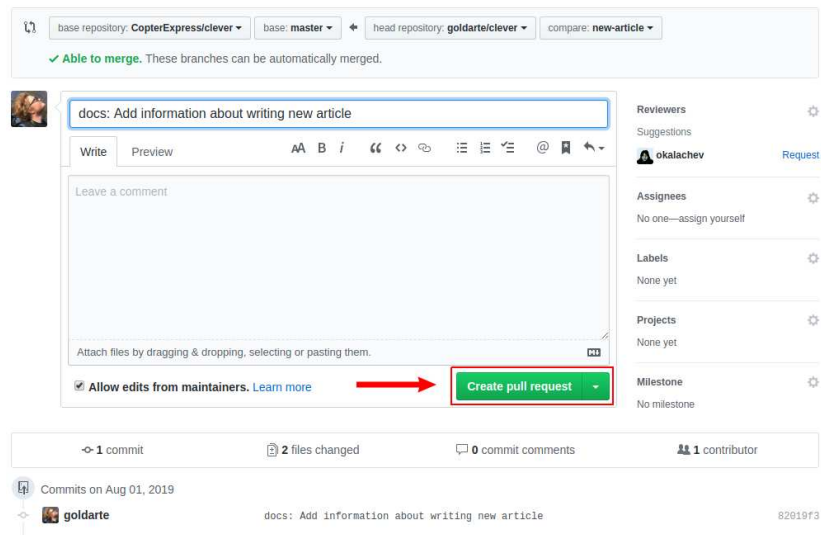 base repository: CopterExpress/clever base: master head repository: goldarte/clever compare: new-article
Able to merge. These branches can be automatically merged.
docs: Add information about writing new article
Write Preview AA B i @
Leave a comment
Attach files by dragging & dropping, selecting or pasting them.
Allow edits from maintainers. Learn more Create pull request
Reviewers
Suggestions
okalachev Request
Assignees
No one—assign yourself
Labels
None yet
Projects
None yet
Milestone
No milestone
1 commit 2 files changed 0 commit comments 1 contributor
Commits on Aug 01, 2019
goldarte docs: Add information about writing new article 82019f3